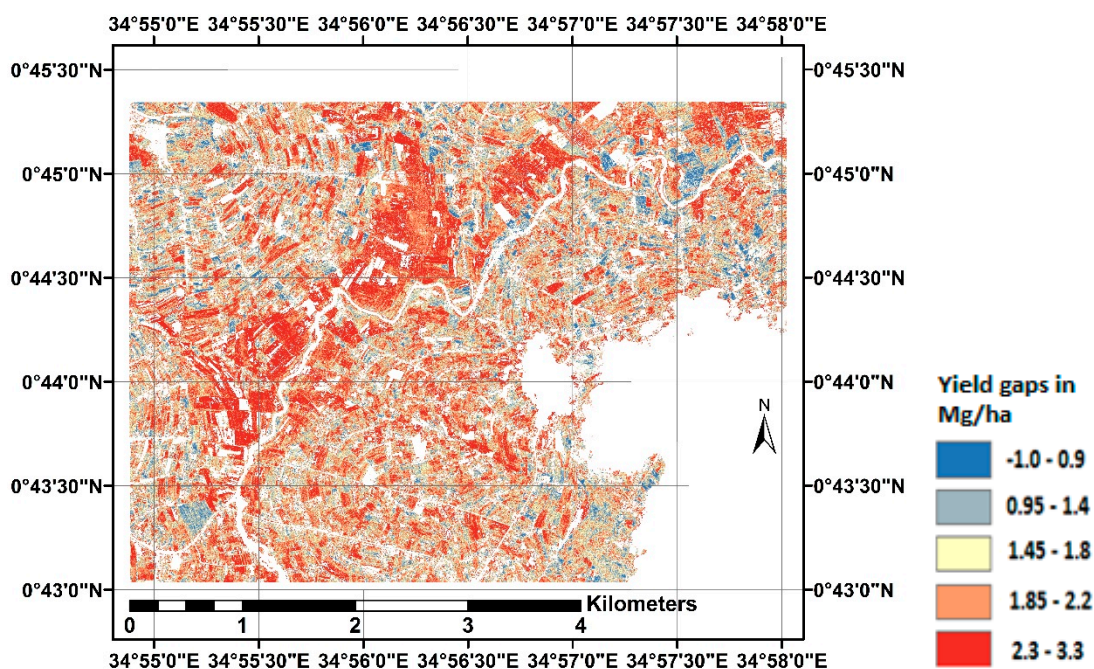 34°55'0"E 34°55'30"E 34°56'0"E 34°56'30"E 34°57'0"E 34°57'30"E 34°58'0"E
0°45'30"N 0°45'30"N
0°45'0"N 0°45'0"N
0°44'30"N 0°44'30"N
0°44'0"N 0°44'0"N
0°43'30"N 0°43'30"N
0°43'0"N 0°43'0"N
N
Kilometers
0 1 2 3 4
34°55'0"E 34°55'30"E 34°56'0"E 34°56'30"E 34°57'0"E 34°57'30"E 34°58'0"E
Yield gaps in
Mg/ha
-1.0 - 0.9
0.95 - 1.4
1.45 - 1.8
1.85 - 2.2
2.3 - 3.3